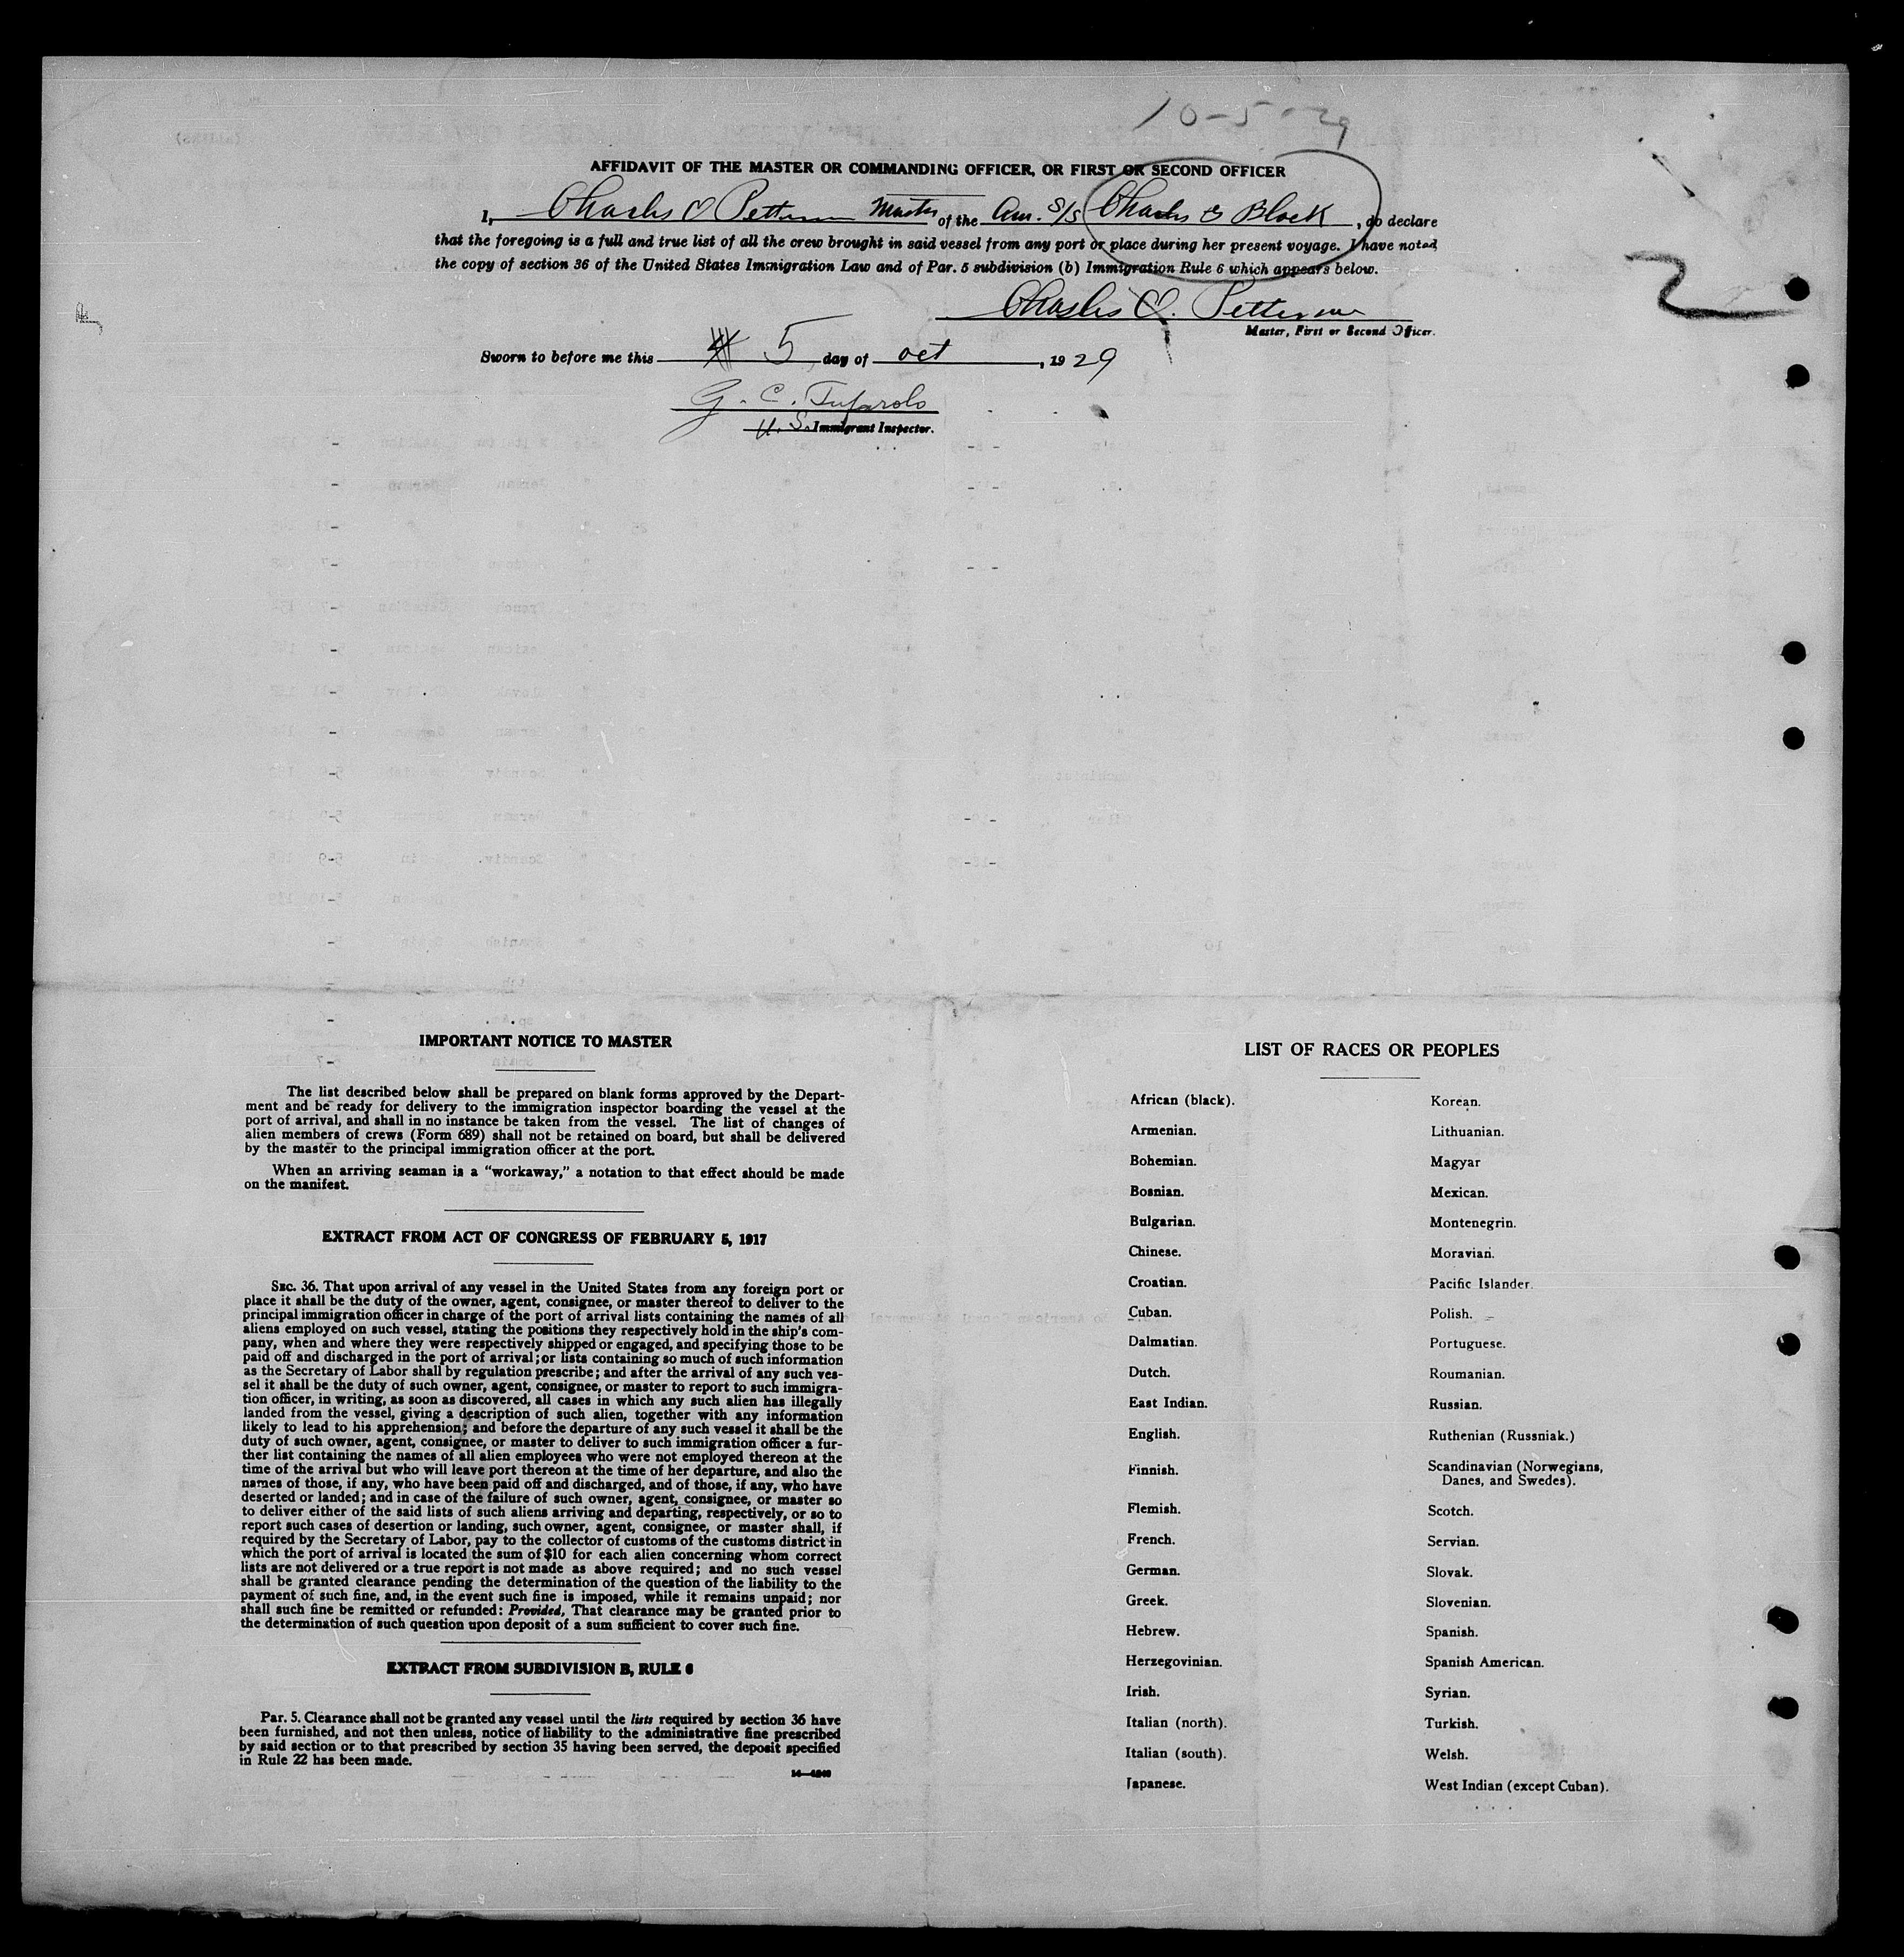 10-5-29
AFFIDAVIT OF THE MASTER OR COMMANDING OFFICER, OR FIRST OR SECOND OFFICER
I, Charles O Petterson Master of the Am. S/S Charles G Black, do declare
that the foregoing is a full and true list of all the crew brought in said vessel from any port or place during her present voyage. I have noted
the copy of section 36 of the United States Immigration Law and of Par. 5 subdivision (b) Immigration Rule 6 which appears below.
2
Charles O. Petterson
Master, First or Second Officer.
Sworn to before me this 5 day of Oct, 1929
G. C. Tufarolo
U. S. Immigrant Inspector.
IMPORTANT NOTICE TO MASTER
The list described below shall be prepared on blank forms approved by the Depart-
ment and be ready for delivery to the immigration inspector boarding the vessel at the
port of arrival, and shall in no instance be taken from the vessel. The list of changes of
alien members of crews (Form 689) shall not be retained on board, but shall be delivered
by the master to the principal immigration officer at the port.
When an arriving seaman is a “workaway,” a notation to that effect should be made
on the manifest.
EXTRACT FROM ACT OF CONGRESS OF FEBRUARY 5, 1917
SEC. 36. That upon arrival of any vessel in the United States from any foreign port or
place it shall be the duty of the owner, agent, consignee, or master thereof to deliver to the
principal immigration officer in charge of the port of arrival lists containing the names of all
aliens employed on such vessel, stating the positions they respectively hold in the ship's com-
pany, when and where they were respectively shipped or engaged, and specifying those to be
paid off and discharged in the port of arrival; or lists containing so much of such information
as the Secretary of Labor shall by regulation prescribe; and after the arrival of any such ves-
sel it shall be the duty of such owner, agent, consignee, or master to report to such immigra-
tion officer, in writing, as soon as discovered, all cases in which any such alien has illegally
landed from the vessel, giving a description of such alien, together with any information
likely to lead to his apprehension; and before the departure of any such vessel it shall be the
duty of such owner, agent, consignee, or master to deliver to such immigration officer a fur-
ther list containing the names of all alien employees who were not employed thereon at the
time of the arrival but who will leave port thereon at the time of her departure, and also the
names of those, if any, who have been paid off and discharged, and of those, if any, who have
deserted or landed; and in case of the failure of such owner, agent, consignee, or master so
to deliver either of the said lists of such aliens arriving and departing, respectively, or so to
report such cases of desertion or landing, such owner, agent, consignee, or master shall, if
required by the Secretary of Labor, pay to the collector of customs of the customs district in
which the port of arrival is located the sum of $10 for each alien concerning whom correct
lists are not delivered or a true report is not made as above required; and no such vessel
shall be granted clearance pending the determination of the question of the liability to the
payment of such fine, and, in the event such fine is imposed, while it remains unpaid; nor
shall such fine be remitted or refunded: Provided, That clearance may be granted prior to
the determination of such question upon deposit of a sum sufficient to cover such fine.
EXTRACT FROM SUBDIVISION B, RULE 6
Par. 5. Clearance shall not be granted any vessel until the lists required by section 36 have
been furnished, and not then unless, notice of liability to the administrative fine prescribed
by said section or to that prescribed by section 35 having been served, the deposit specified
in Rule 22 has been made.
LIST OF RACES OR PEOPLES
African (black).
Armenian.
Bohemian.
Bosnian.
Bulgarian.
Chinese.
Croatian.
Cuban.
Dalmatian.
Dutch.
East Indian.
English.
Finnish.
Flemish.
French.
German.
Greek.
Hebrew.
Herzegovinian.
Irish.
Italian (north).
Italian (south).
Japanese.
Korean.
Lithuanian.
Magyar
Mexican.
Montenegrin.
Moravian.
Pacific Islander.
Polish.
Portuguese.
Roumanian.
Russian.
Ruthenian (Russniak.)
Scandinavian (Norwegians,
Danes, and Swedes).
Scotch.
Servian.
Slovak.
Slovenian.
Spanish.
Spanish American.
Syrian.
Turkish.
Welsh.
West Indian (except Cuban).